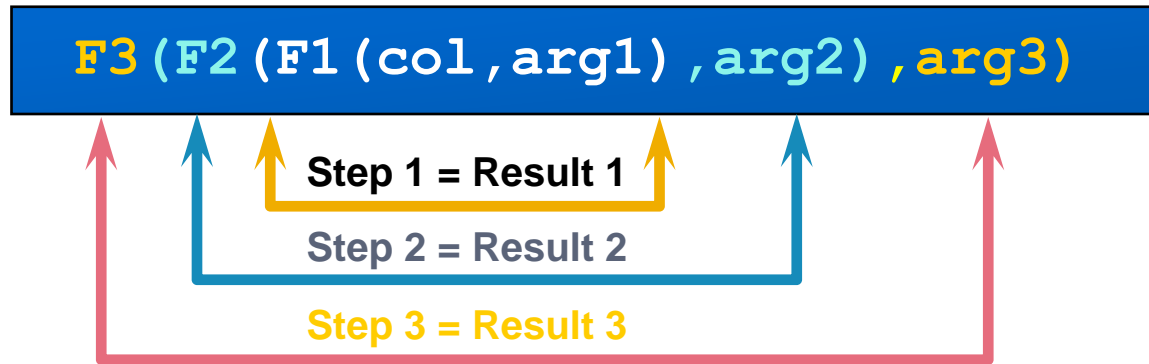 F3(F2(F1(col,arg1),arg2),arg3)
Step 1 = Result 1
Step 2 = Result 2
Step 3 = Result 3